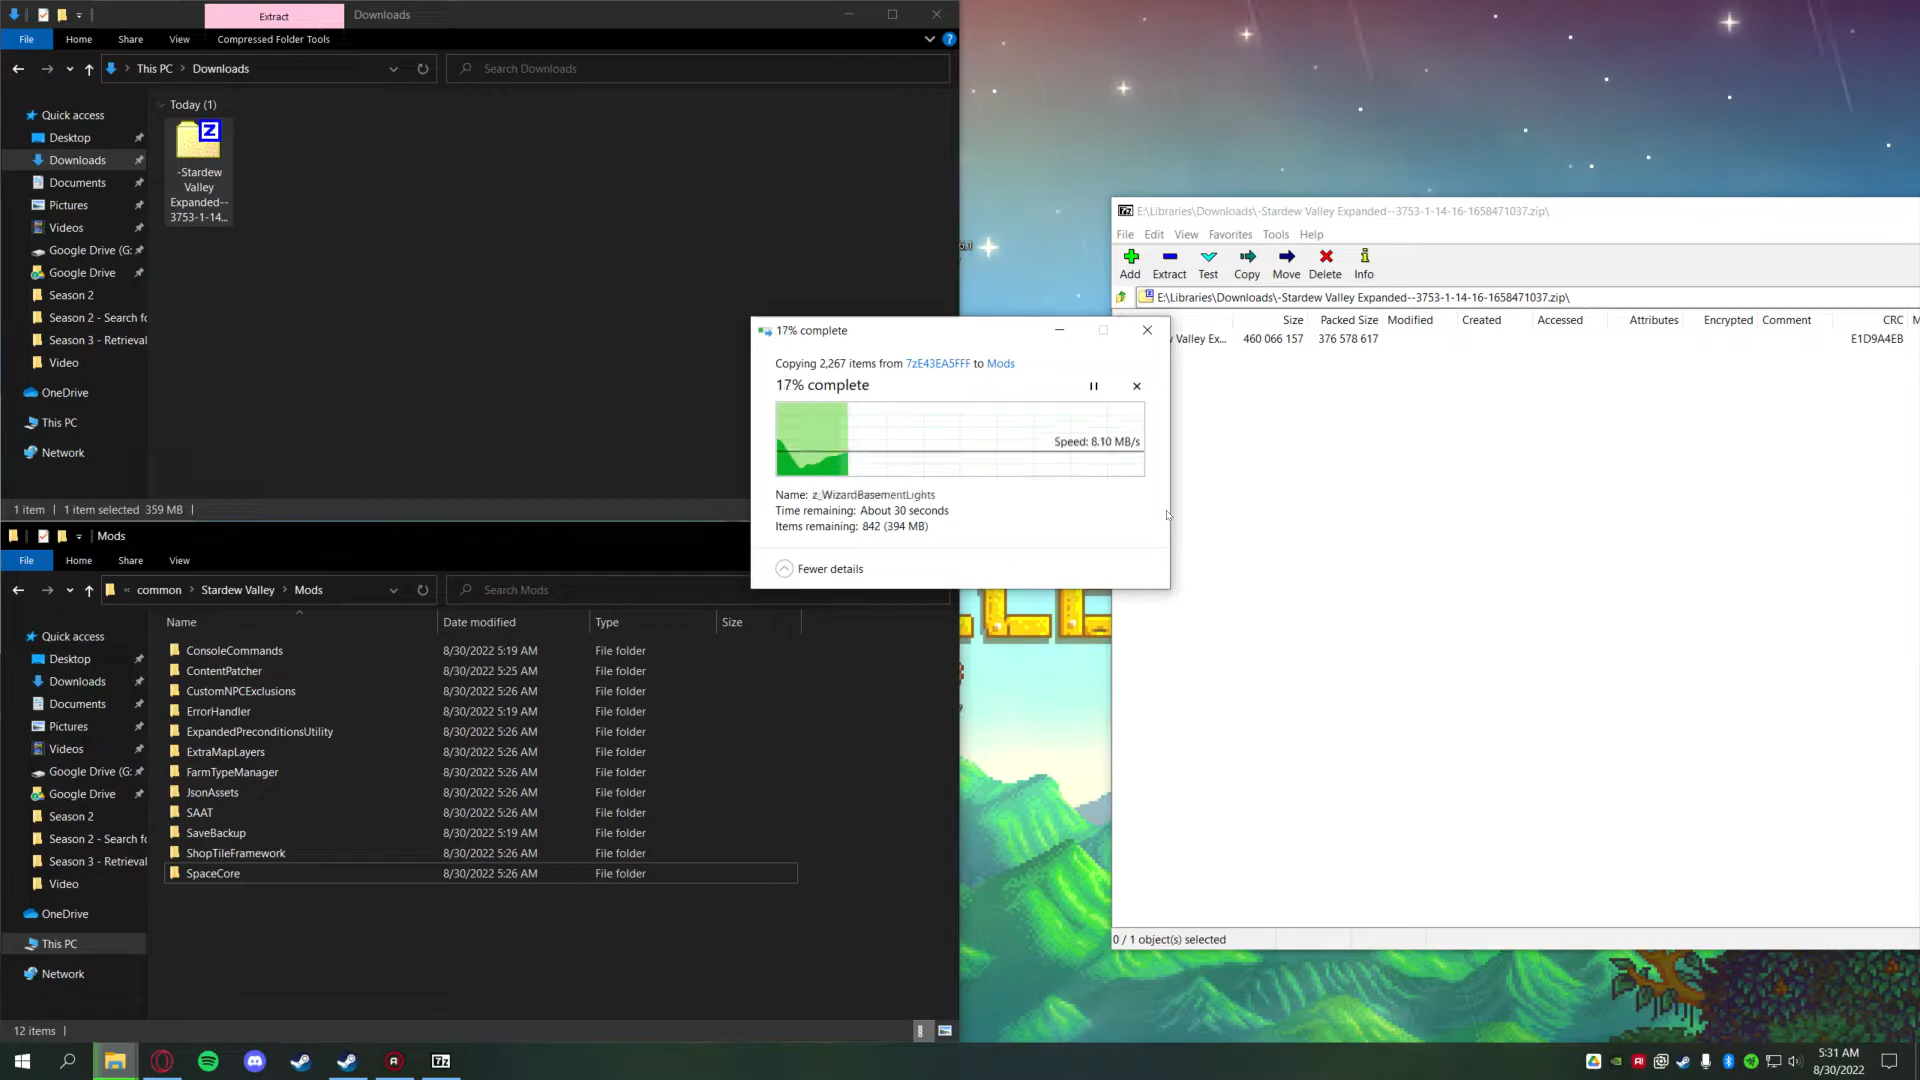 Extract
Downloads
File
Home
Share
View
Compressed Folder Tools
This PC
Downloads
Search Downloads
Today (1)
-Stardew
Valley
Expanded--
3753-1-14...
Quick access
Desktop
Downloads
Documents
Pictures
Videos
Google Drive (G:
Google Drive
Season 2
Season 2 - Search fo
Season 3 - Retrieval
Video
OneDrive
This PC
Network
1 item
1 item selected 359 MB
Mods
File
Home
Share
View
common
Stardew Valley
Mods
Search Mods
Quick access
Desktop
Downloads
Documents
Pictures
Videos
Google Drive (G:
Google Drive
Season 2
Season 2 - Search fo
Season 3 - Retrieval
Video
OneDrive
This PC
Network
Name Date modified Type Size
ConsoleCommands 8/30/2022 5:19 AM File folder
ContentPatcher 8/30/2022 5:25 AM File folder
CustomNPCExclusions 8/30/2022 5:26 AM File folder
ErrorHandler 8/30/2022 5:19 AM File folder
ExpandedPreconditionsUtility 8/30/2022 5:26 AM File folder
ExtraMapLayers 8/30/2022 5:26 AM File folder
FarmTypeManager 8/30/2022 5:26 AM File folder
JsonAssets 8/30/2022 5:26 AM File folder
SAAT 8/30/2022 5:26 AM File folder
SaveBackup 8/30/2022 5:19 AM File folder
ShopTileFramework 8/30/2022 5:26 AM File folder
SpaceCore 8/30/2022 5:26 AM File folder
12 items
17% complete
Copying 2,267 items from 7zE43EA5FFF to Mods
17% complete
Speed: 8.10 MB/s
Name: z_WizardBasementLights
Time remaining: About 30 seconds
Items remaining: 842 (394 MB)
Fewer details
E:\Libraries\Downloads\-Stardew Valley Expanded--3753-1-14-16-1658471037.zip\
File Edit View Favorites Tools Help
Add Extract Test Copy Move Delete Info
E:\Libraries\Downloads\-Stardew Valley Expanded--3753-1-14-16-1658471037.zip\
Size Packed Size Modified Created Accessed Attributes Encrypted Comment CRC M
Valley Ex... 460 066 157 376 578 617 E1D9A4EB
0 / 1 object(s) selected
5:31 AM
8/30/2022